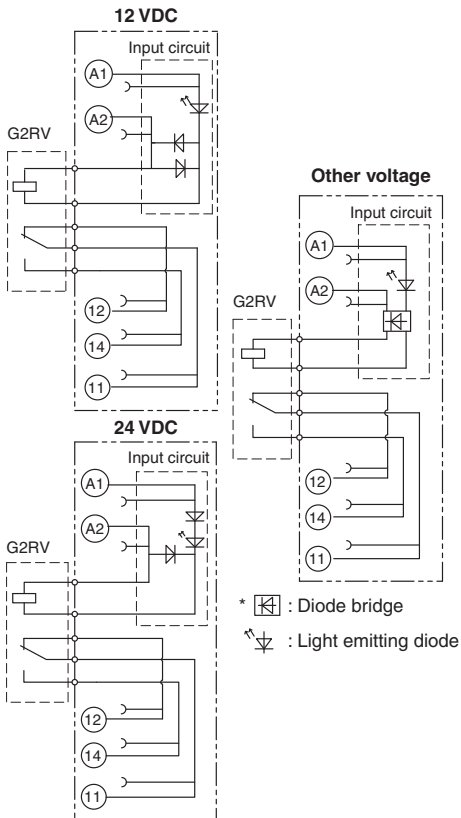 12 VDC
Input circuit
A1
A2
G2RV
12
14
11
24 VDC
Input circuit
A1
A2
G2RV
12
14
11
Other voltage
Input circuit
A1
A2
G2RV
12
14
11
* : Diode bridge
: Light emitting diode